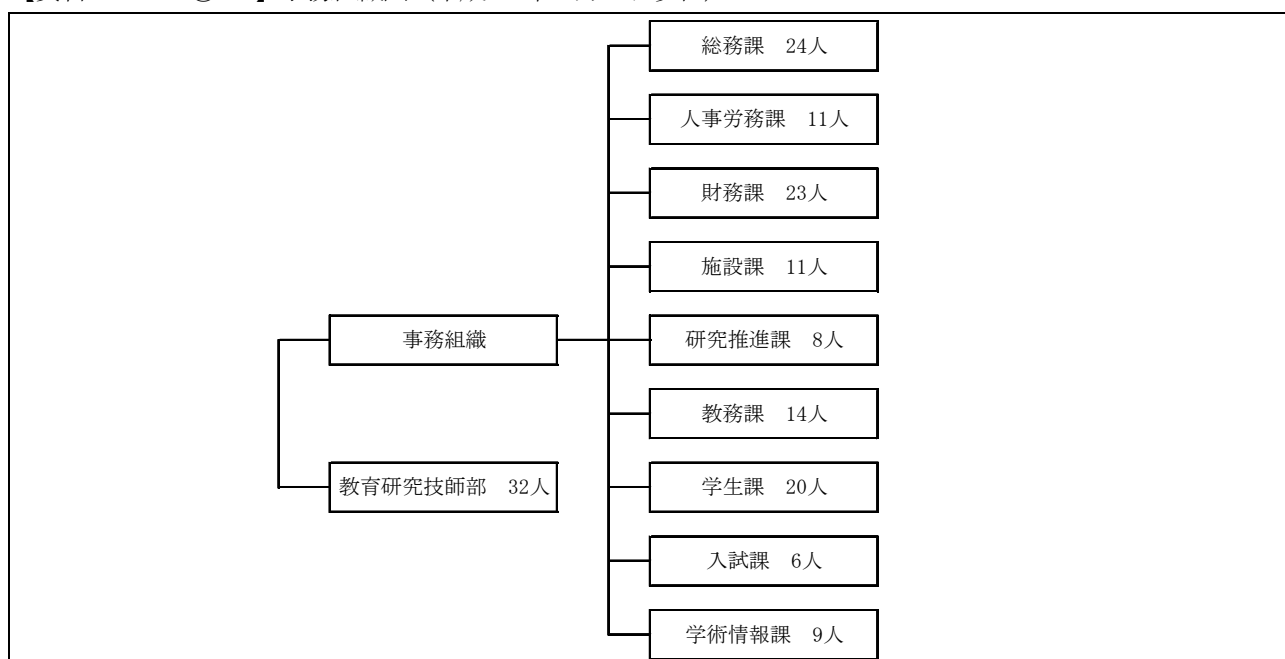 総務課 24人
人事労務課 11人
財務課 23人
施設課 11人
事務組織
研究推進課 8人
教務課 14人
教育研究技師部 32人
学生課 20人
入試課 6人
学術情報課 9人